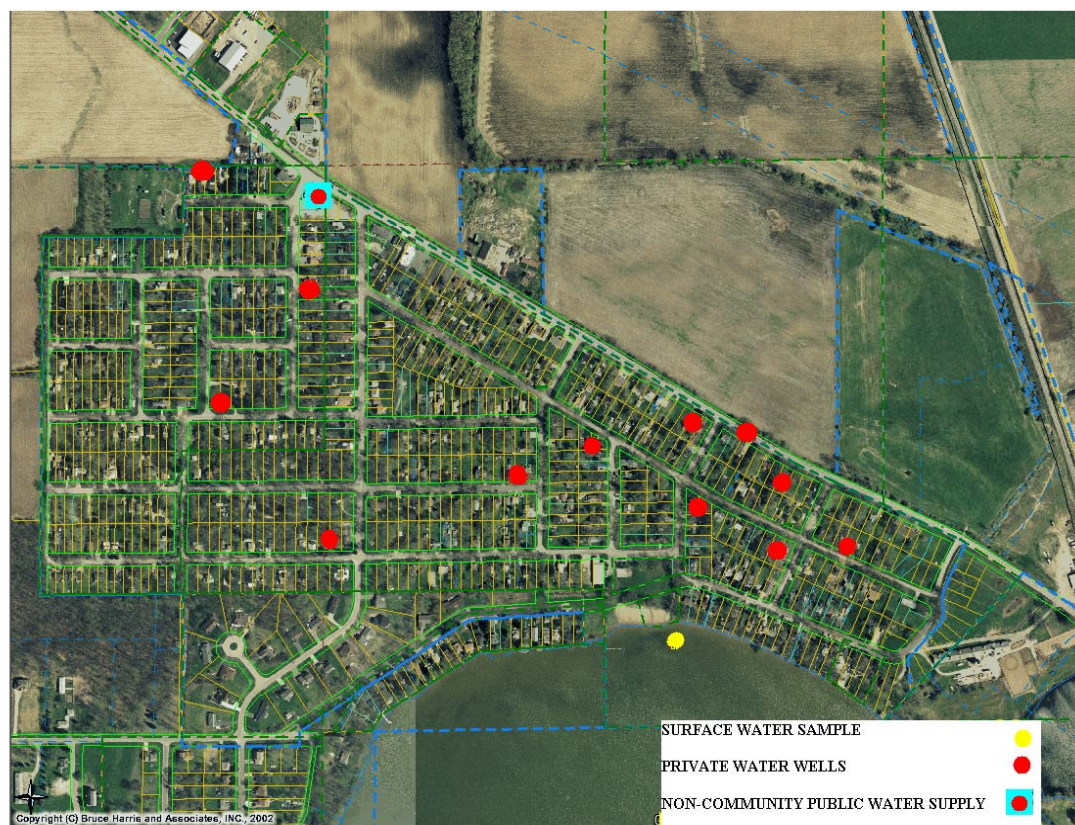 SURFACE WATER SAMPLE
PRIVATE WATER WELLS
NON-COMMUNITY PUBLIC WATER SUPPLY
Copyright (C) Bruce Harris and Associates, INC., 2002